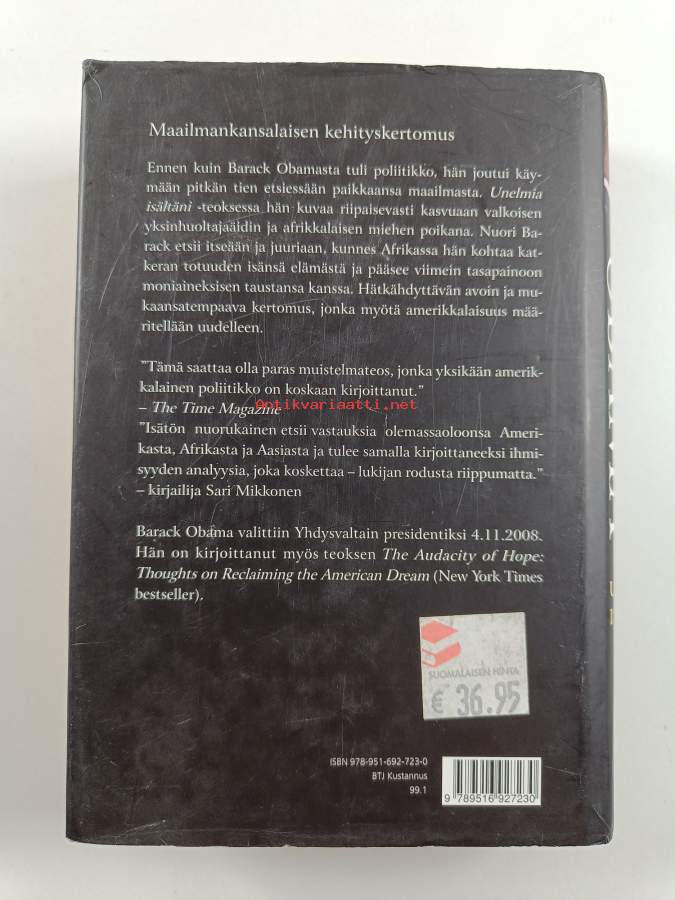 Maailmankansalaisen kehityskertomus
Ennen kuin Barack Obamasta tuli poliitikko, hän joutui käy-
mään pitkän tien etsiessään paikkaansa maailmasta. Unelmia
isältäni -teoksessa hän kuvaa riipaisevasti kasvuaan valkoisen
yksinhuoltajaäidin ja afrikkalaisen miehen poikana. Nuori Ba-
rack etsii itseään ja juuriaan, kunnes Afrikassa hän kohtaa kat-
keran totuuden isänsä elämästä ja pääsee viimein tasapainoon
moniaineksisen taustansa kanssa. Hätkähdyttävän avoin ja mu-
kaansatempaava kertomus, jonka myötä amerikkalaisuus mää-
ritellään uudelleen.
"Tämä saattaa olla paras muistelmateos, jonka yksikään amerik-
kalainen poliitikko on koskaan kirjoittanut."
– The Time Magazine
Antikvariaatti.net
"Isätön nuorukainen etsii vastauksia olemassaoloonsa Ameri-
kasta, Afrikasta ja Aasiasta ja tulee samalla kirjoittaneeksi ihmi-
syyden analyysia, joka koskettaa – lukijan rodusta riippumatta."
– kirjailija Sari Mikkonen
Barack Obama valittiin Yhdysvaltain presidentiksi 4.11.2008.
Hän on kirjoittanut myös teoksen The Audacity of Hope:
Thoughts on Reclaiming the American Dream (New York Times
bestseller).
SUOMALAISEN HINTA
€ 36.95
ISBN 978-951-692-723-0
BTJ Kustannus
99.1
9 789516 927230